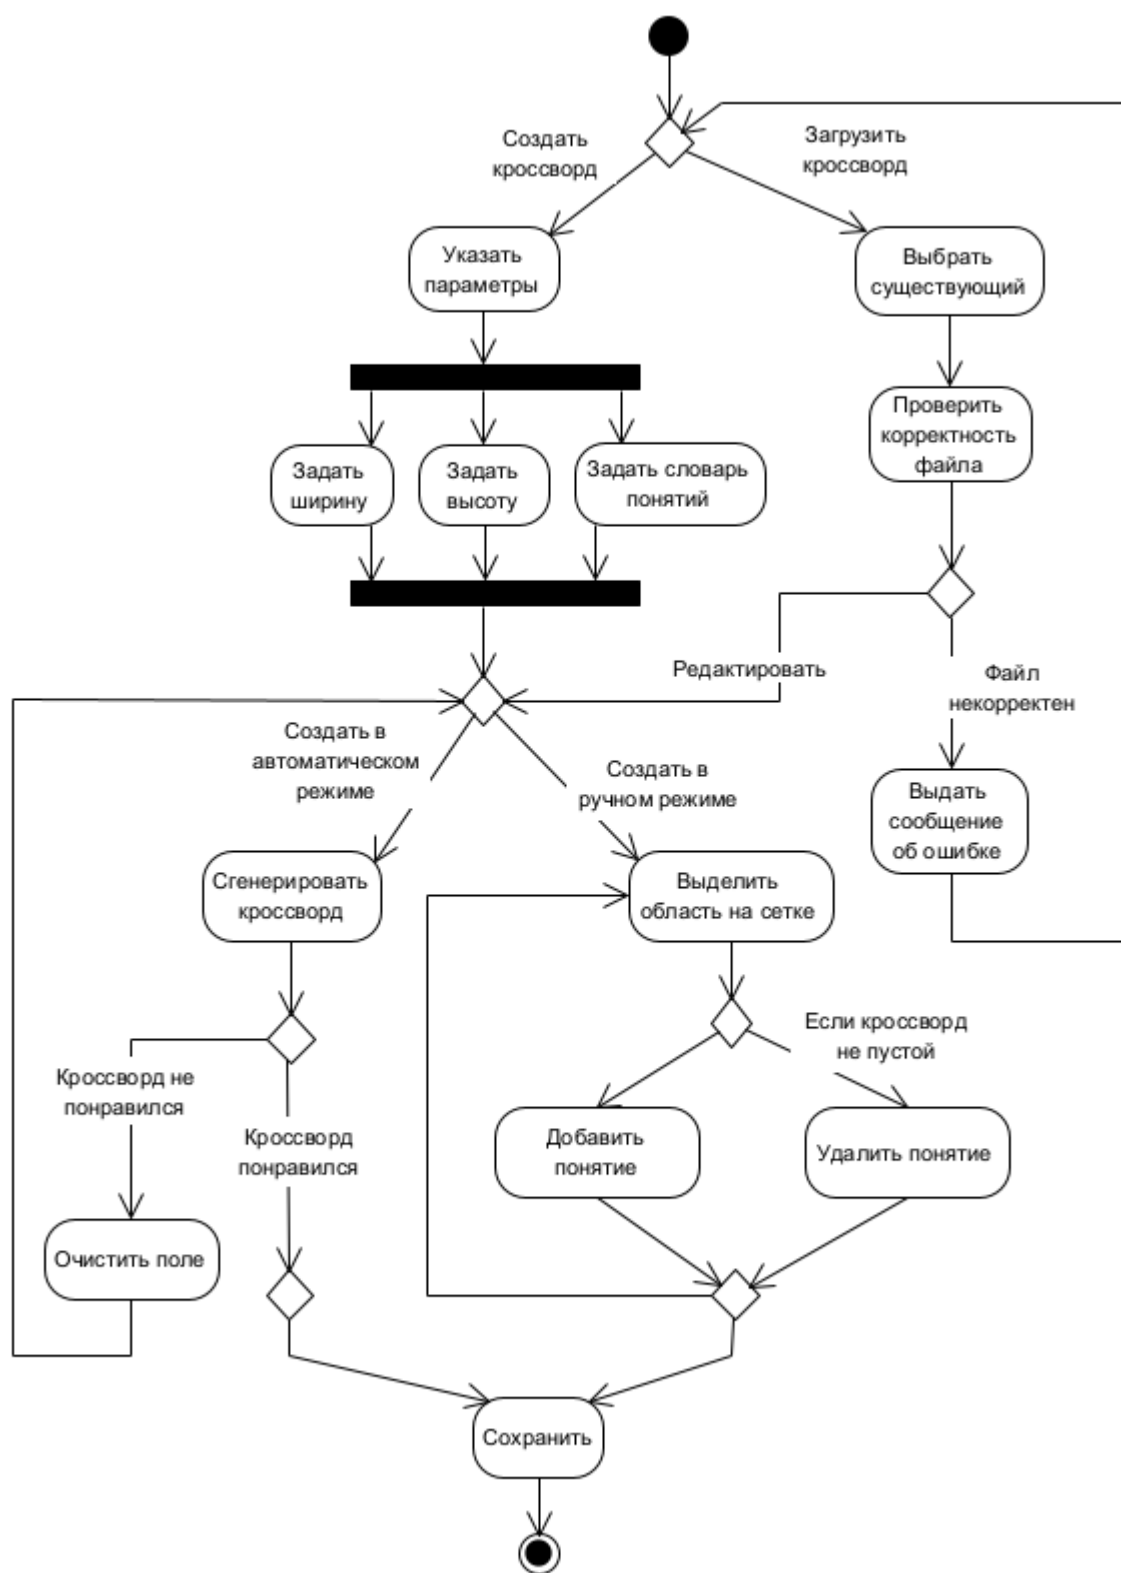 Создать
кроссворд
Загрузить
кроссворд
Указать
параметры
Выбрать
существующий
Проверить
корректность
файла
Задать
ширину
Задать
высоту
Задать словарь
понятий
Редактировать
Файл
некорректен
Создать в
автоматическом
режиме
Создать в
ручном режиме
Выдать
сообщение
об ошибке
Сгенерировать
кроссворд
Выделить
область на сетке
Если кроссворд
не пустой
Кроссворд не
понравился
Кроссворд
понравился
Добавить
понятие
Удалить понятие
Очистить поле
Сохранить